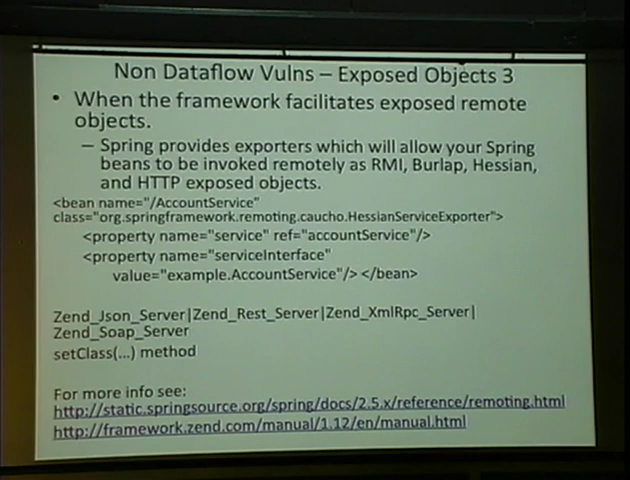 Non Dataflow Vulns – Exposed Objects 3
• When the framework facilitates exposed remote
objects.
– Spring provides exporters which will allow your Spring
beans to be invoked remotely as RMI, Burlap, Hessian,
and HTTP exposed objects.
<bean name="/AccountService"
class="org.springframework.remoting.caucho.HessianServiceExporter">
<property name="service" ref="accountService"/>
<property name="serviceInterface"
value="example.AccountService"/></bean>
Zend_Json_Server|Zend_Rest_Server|Zend_XmlRpc_Server|
Zend_Soap_Server
setClass(...) method
For more info see:
http://static.springsource.org/spring/docs/2.5.x/reference/remoting.html
http://framework.zend.com/manual/1.12/en/manual.html